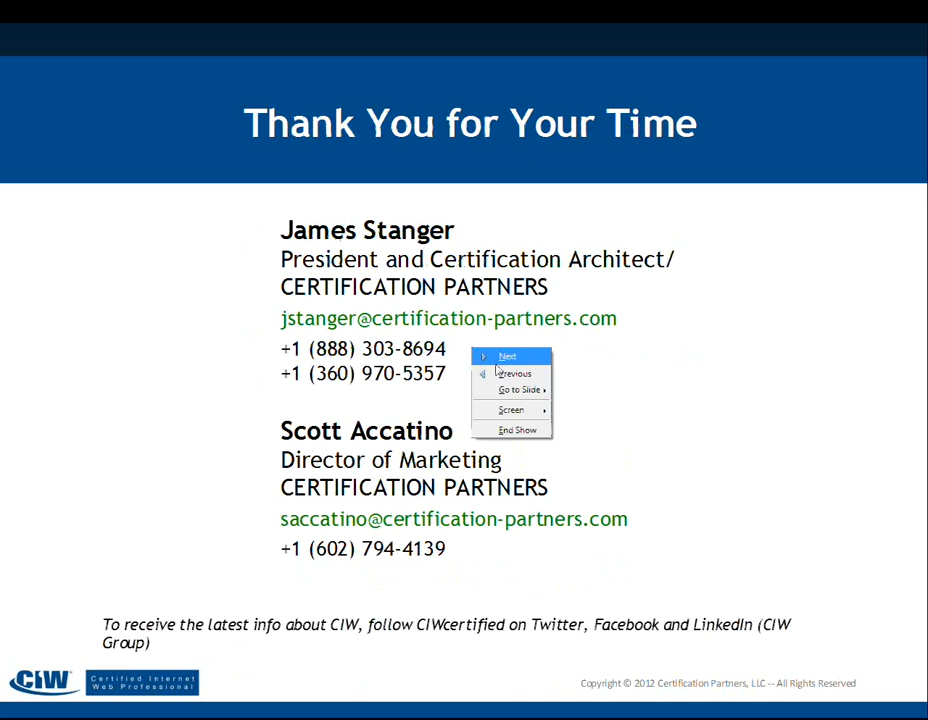 Thank You for Your Time
James Stanger
President and Certification Architect/
CERTIFICATION PARTNERS
jstanger@certification-partners.com
+1 (888) 303-8694
+1 (360) 970-5357
Next
Previous
Go to Slide
Screen
End Show
Scott Accatino
Director of Marketing
CERTIFICATION PARTNERS
saccatino@certification-partners.com
+1 (602) 794-4139
To receive the latest info about CIW, follow CIWcertified on Twitter, Facebook and LinkedIn (CIW
Group)
CIW
Certified Internet
Web Professional
Copyright © 2012 Certification Partners, LLC -- All Rights Reserved